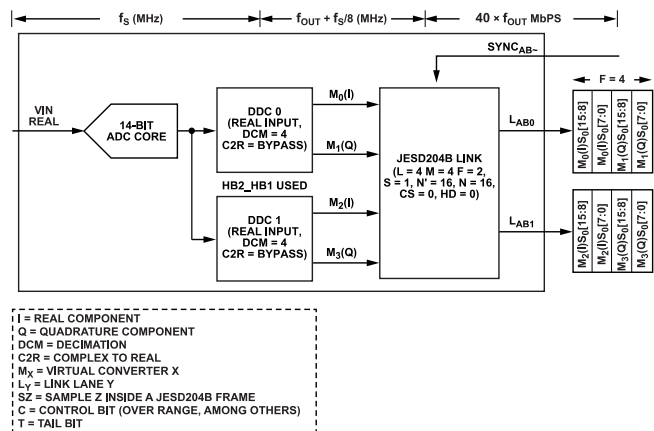 fS (MHz)
fOUT + fS/8 (MHz)
40 × fOUT MbPS
SYNCAB~
F = 4
VIN
REAL
14-BIT
ADC CORE
DDC 0
(REAL INPUT,
DCM = 4
C2R = BYPASS)
M0(I)
M1(Q)
HB2_HB1 USED
DDC 1
(REAL INPUT,
DCM = 4
C2R = BYPASS)
M2(I)
M3(Q)
JESD204B LINK
(L = 4 M = 4 F = 2,
S = 1, N' = 16, N = 16,
CS = 0, HD = 0)
LAB0
LAB1
M0(I)S0[15:8]
M0(I)S0[7:0]
M1(Q)S0[15:8]
M1(Q)S0[7:0]
M2(I)S0[15:8]
M2(I)S0[7:0]
M3(Q)S0[15:8]
M3(Q)S0[7:0]
I = REAL COMPONENT
Q = QUADRATURE COMPONENT
DCM = DECIMATION
C2R = COMPLEX TO REAL
MX = VIRTUAL CONVERTER X
LY = LINK LANE Y
SZ = SAMPLE Z INSIDE A JESD204B FRAME
C = CONTROL BIT (OVER RANGE, AMONG OTHERS)
T = TAIL BIT